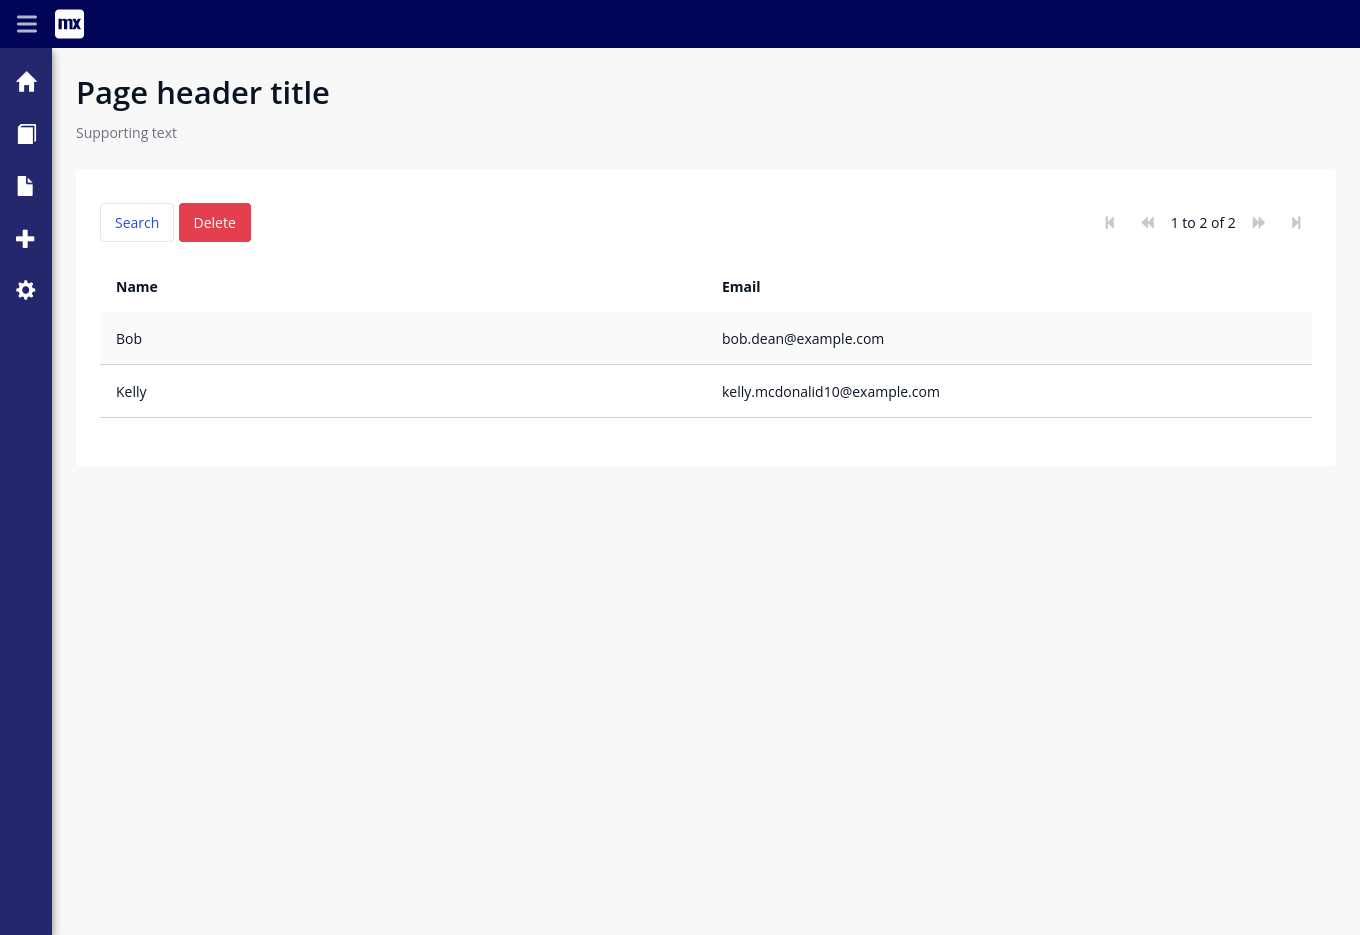 mx
Page header title
Supporting text
Search Delete 1 to 2 of 2
Name Email
Bob bob.dean@example.com
Kelly kelly.mcdonalid10@example.com